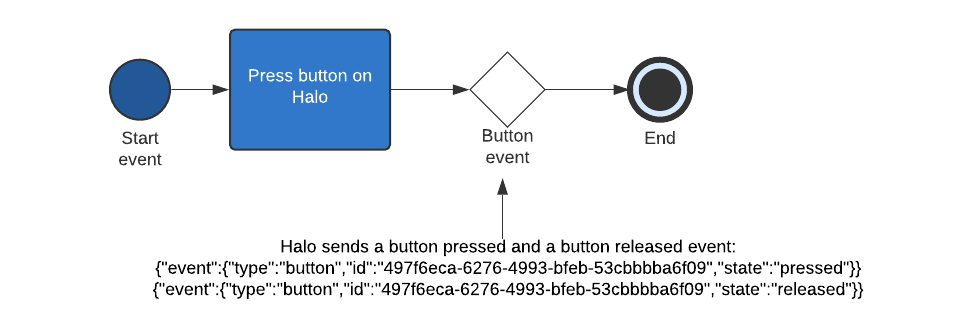 Press button on
Halo
Start
event
Button
event
End
Halo sends a button pressed and a button released event:
{"event":{"type":"button","id":"497f6eca-6276-4993-bfeb-53cbbbba6f09","state":"pressed"}}
{"event":{"type":"button","id":"497f6eca-6276-4993-bfeb-53cbbbba6f09","state":"released"}}